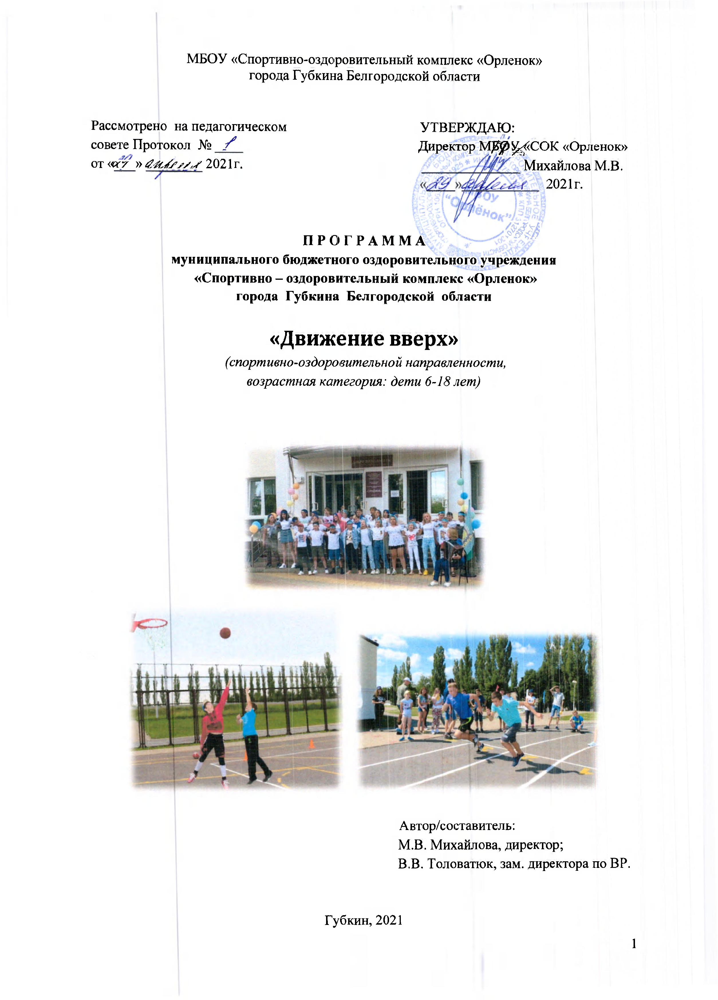 МБОУ «Спортивно-оздоровительный комплекс «Орленок»
города Губкина Белгородской области
Рассмотрено на педагогическом
совете Протокол № 1
от « » апреля 2021г.
УТВЕРЖДАЮ:
Директор МБОУ «СОК «Орленок»
Михайлова М.В.
«29» апреля 2021г.
МБОУ
“Орлёнок”
П Р О Г Р А М М А
муниципального бюджетного оздоровительного учреждения
«Спортивно – оздоровительный комплекс «Орленок»
города Губкина Белгородской области
«Движение вверх»
(спортивно-оздоровительной направленности,
возрастная категория: дети 6-18 лет)
Автор/составитель:
М.В. Михайлова, директор;
В.В. Толоватюк, зам. директора по ВР.
Губкин, 2021
1